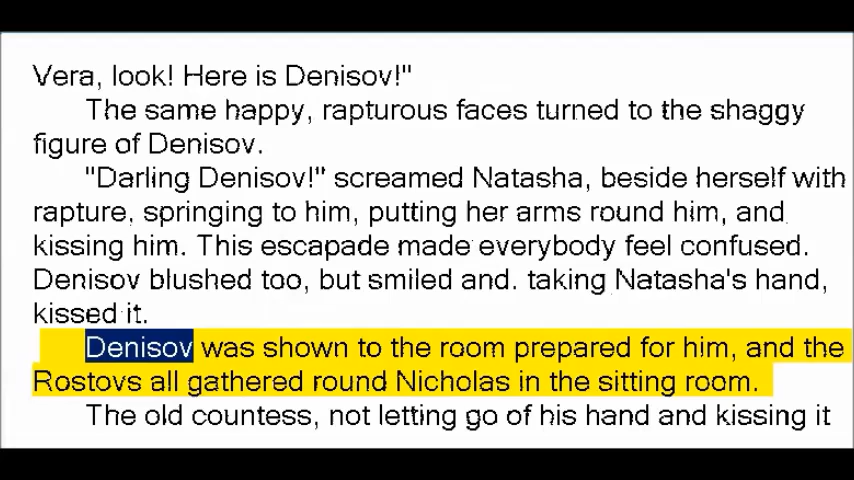 Vera, look! Here is Denisov!"
The same happy, rapturous faces turned to the shaggy
figure of Denisov.
"Darling Denisov!" screamed Natasha, beside herself with
rapture, springing to him, putting her arms round him, and
kissing him. This escapade made everybody feel confused.
Denisov blushed too, but smiled and. taking Natasha's hand,
kissed it.
Denisov was shown to the room prepared for him, and the
Rostovs all gathered round Nicholas in the sitting room.
The old countess, not letting go of his hand and kissing it